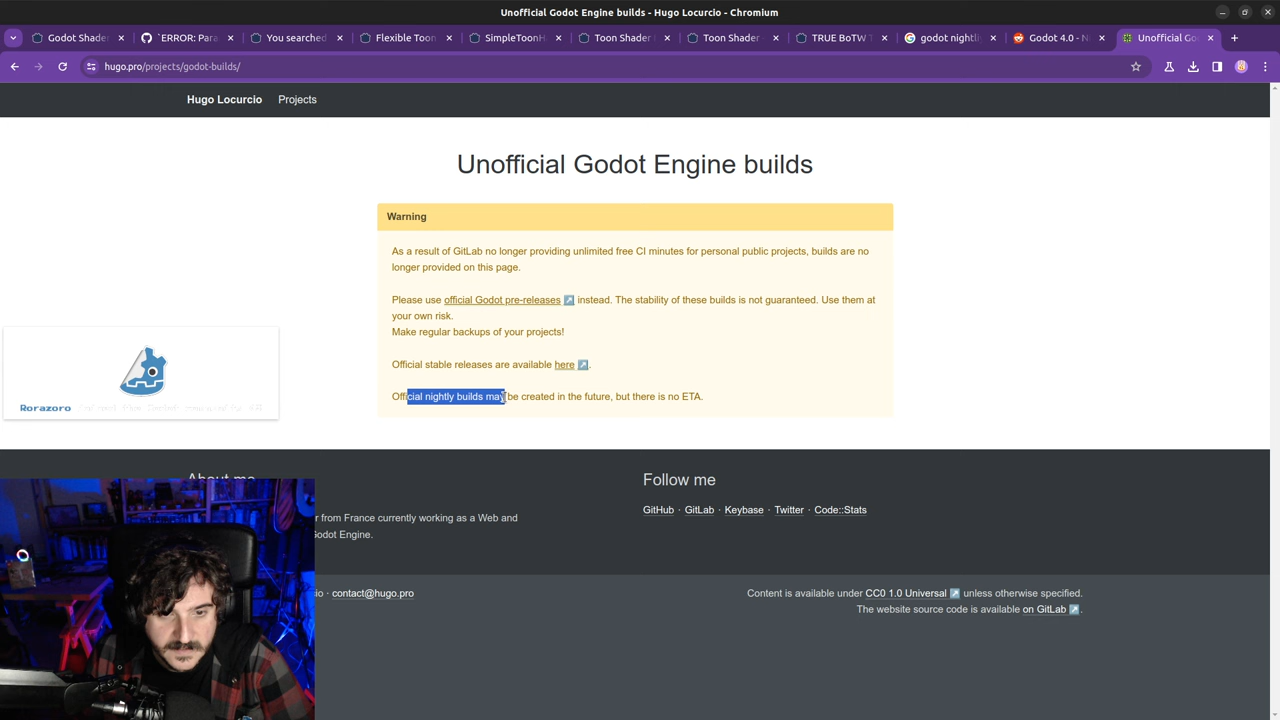 Unofficial Godot Engine builds - Hugo Locurcio - Chromium
Godot Shade
`ERROR: Para
You searched
Flexible Toon
SimpleToonH
Toon Shader
Toon Shader
TRUE BoTW T
godot nightl
Godot 4.0 - N
Unofficial Go
hugo.pro/projects/godot-builds/
Hugo Locurcio Projects
Unofficial Godot Engine builds
Warning
As a result of GitLab no longer providing unlimited free CI minutes for personal public projects, builds are no
longer provided on this page.
Please use official Godot pre-releases instead. The stability of these builds is not guaranteed. Use them at
your own risk.
Make regular backups of your projects!
Official stable releases are available here .
Official nightly builds may be created in the future, but there is no ETA.
Rorazoro
About me
r from France currently working as a Web and
Godot Engine.
Follow me
GitHub · GitLab · Keybase · Twitter · Code::Stats
io · contact@hugo.pro
Content is available under CC0 1.0 Universal unless otherwise specified.
The website source code is available on GitLab .